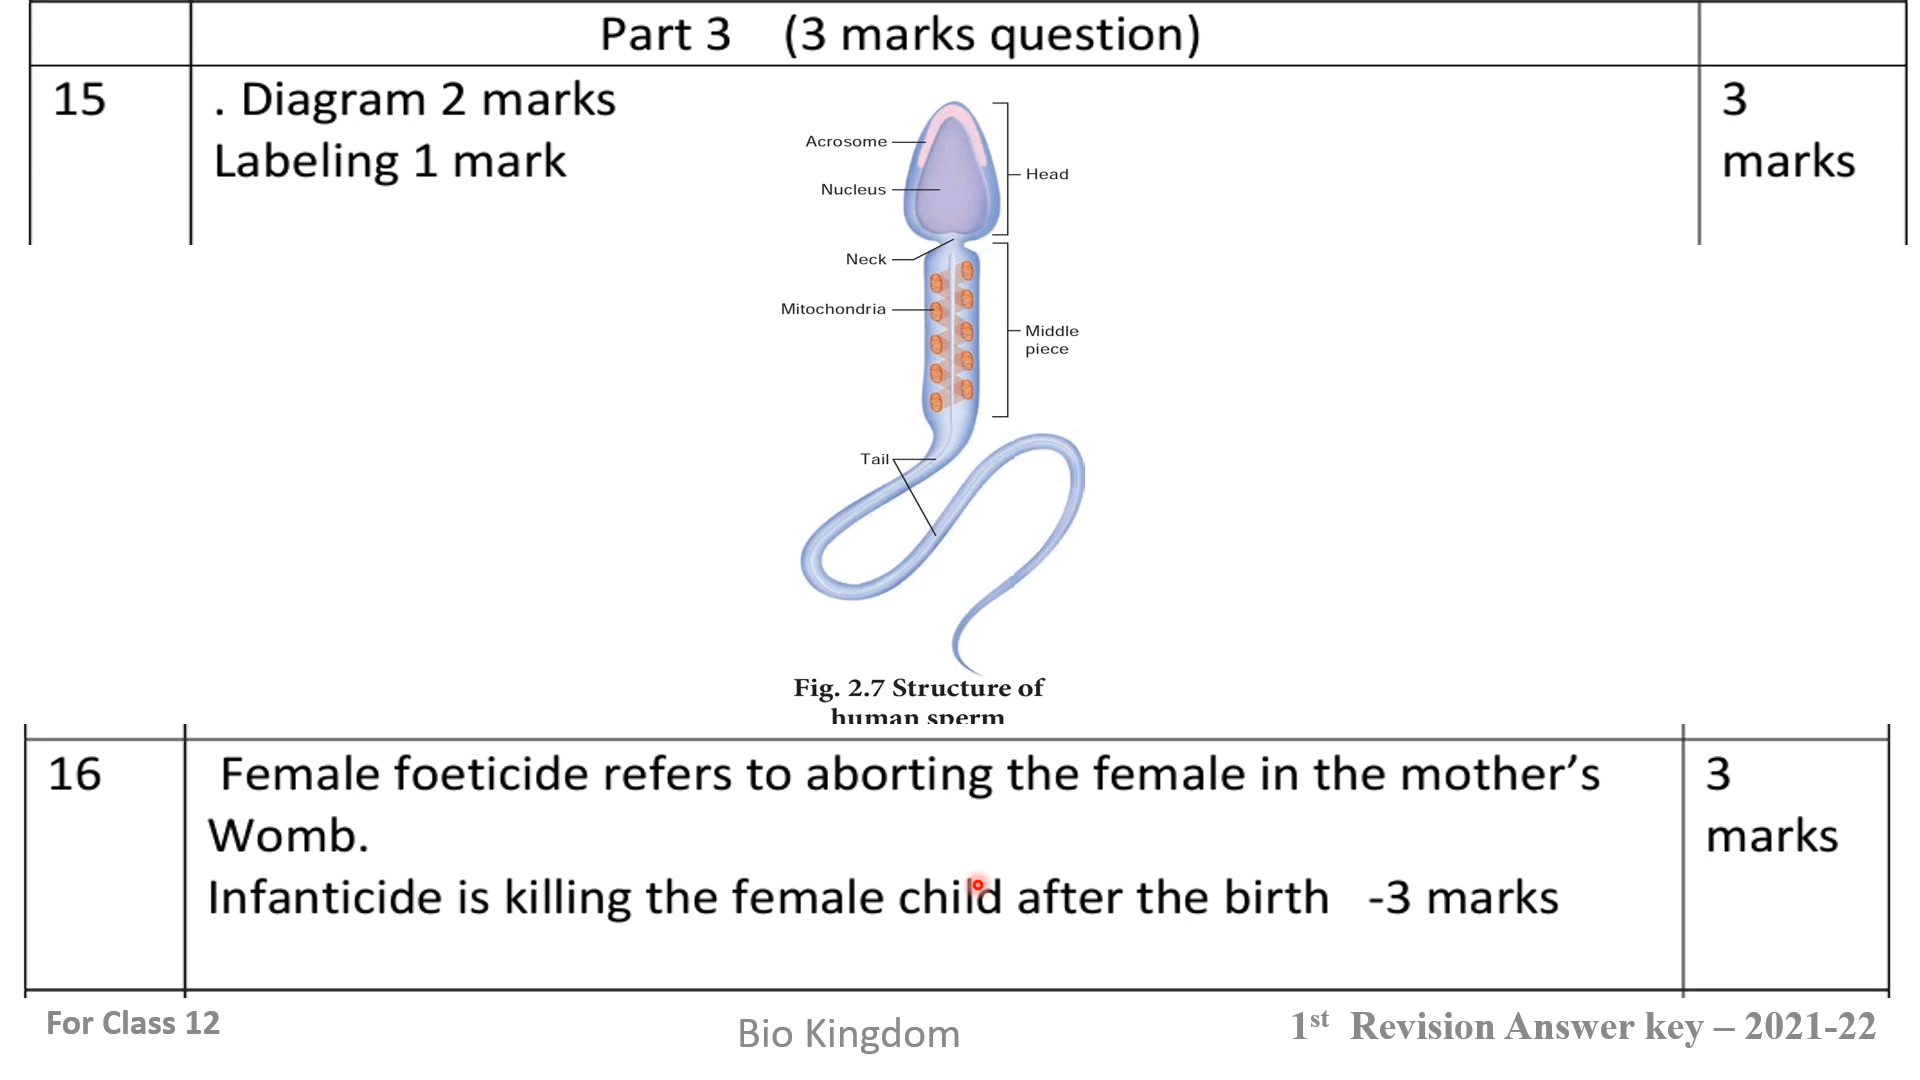 Part 3 (3 marks question)
15
. Diagram 2 marks
Labeling 1 mark
3
marks
Acrosome
Nucleus
Head
Neck
Mitochondria
Middle
piece
Tail
Fig. 2.7 Structure of
human sperm
16
Female foeticide refers to aborting the female in the mother’s
Womb.
Infanticide is killing the female child after the birth -3 marks
3
marks
For Class 12
Bio Kingdom
1st Revision Answer key – 2021-22